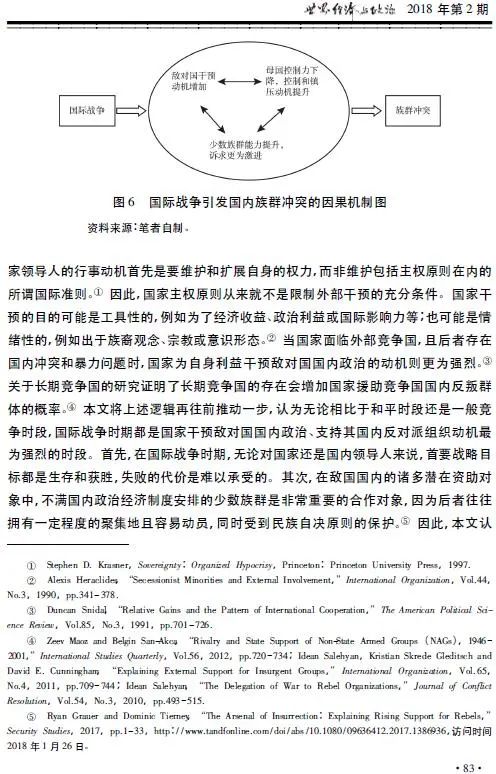 世界经济与政治 2018 年第 2 期
敌对国干预
动机增加
母国控制力下
降，控制和镇
压动机提升
国际战争
族群冲突
少数族群能力提升，
诉求更为激进
图 6 国际战争引发国内族群冲突的因果机制图
资料来源：笔者自制。
家领导人的行事动机首先是要维护和扩展自身的权力，而非维护包括主权原则在内的
所谓国际准则。① 因此，国家主权原则从来就不是限制外部干预的充分条件。国家干
预的目的可能是工具性的，例如为了经济收益、政治利益或国际影响力等；也可能是情
绪性的，例如出于族裔观念、宗教或意识形态。② 当国家面临外部竞争国，且后者存在
国内冲突和暴力问题时，国家为自身利益干预敌对国国内政治的动机则更为强烈。③
关于长期竞争国的研究证明了长期竞争国的存在会增加国家援助竞争国国内反叛群
体的概率。④ 本文将上述逻辑再往前推动一步，认为无论相比于和平时段还是一般竞
争时段，国际战争时期都是国家干预敌对国国内政治、支持其国内反对派组织动机最
为强烈的时段。首先，在国际战争时期，无论对国家还是国内领导人来说，首要战略目
标都是生存和获胜，失败的代价是难以承受的。其次，在敌国国内的诸多潜在资助对
象中，不满国内政治经济制度安排的少数族群是非常重要的合作对象，因为后者往往
拥有一定程度的聚集地且容易动员，同时受到民族自决原则的保护。⑤ 因此，本文认
① Stephen D. Krasner, Sovereignty: Organized Hypocrisy, Princeton: Princeton University Press, 1997.
② Alexis Heraclides, “Secessionist Minorities and External Involvement,” International Organization, Vol.44,
No.3, 1990, pp.341-378.
③ Duncan Snidal, “Relative Gains and the Pattern of International Cooperation,” The American Political Sci-
ence Review, Vol.85, No.3, 1991, pp.701-726.
④ Zeev Maoz and Belgin San-Akca, “Rivalry and State Support of Non-State Armed Groups (NAGs), 1946-
2001,” International Studies Quarterly, Vol.56, 2012, pp.720-734; Idean Salehyan, Kristian Skrede Gleditsch and
David E. Cunningham, “Explaining External Support for Insurgent Groups,” International Organization, Vol.65,
No.4, 2011, pp.709-744; Idean Salehyan, “The Delegation of War to Rebel Organizations,” Journal of Conflict
Resolution, Vol.54, No.3, 2010, pp.493-515.
⑤ Ryan Grauer and Dominic Tierney, “The Arsenal of Insurrection: Explaining Rising Support for Rebels,”
Security Studies, 2017, pp.1-33, http://www.tandfonline.com/doi/abs/10.1080/09636412.2017.1386936,访问时间
2018 年 1 月 26 日。
·83·